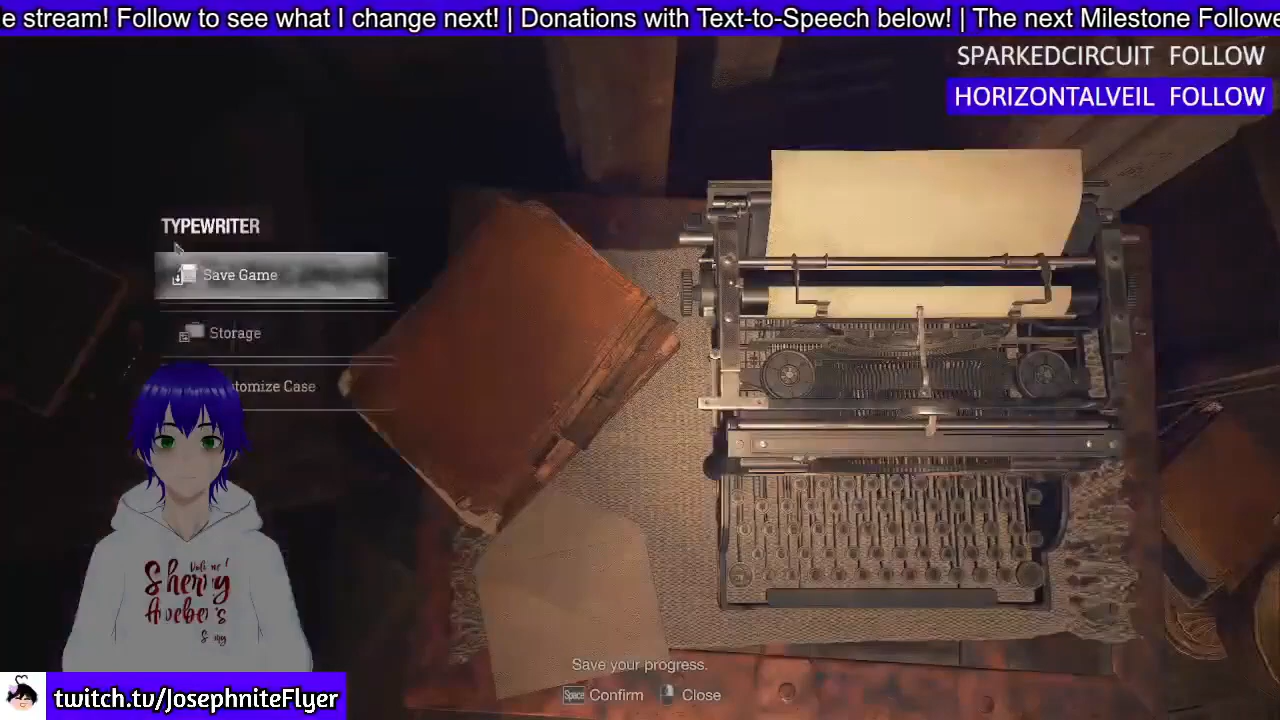 e stream! Follow to see what I change next! | Donations with Text-to-Speech below! | The next Milestone Followe
SPARKEDCIRCUIT FOLLOW
HORIZONTALVEIL FOLLOW
TYPEWRITER
Save Game
Storage
tomize Case
Sherry
Save your progress.
Space Confirm Close
twitch.tv/JosephniteFlyer